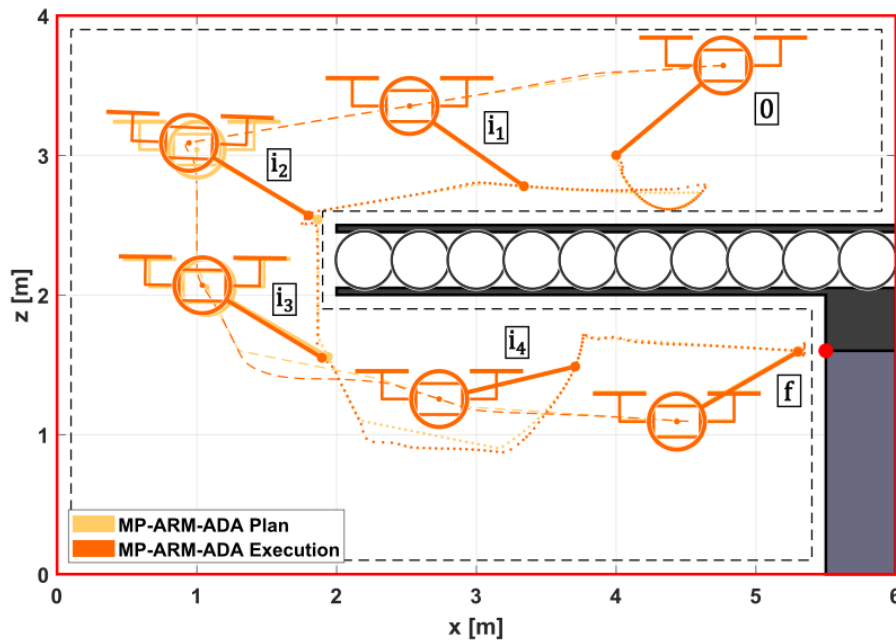 4
3
2
1
0
0
i₁
i₂
i₃
i₄
f
MP-ARM-ADA Plan
MP-ARM-ADA Execution
0 1 2 3 4 5 6
x [m]
z [m]